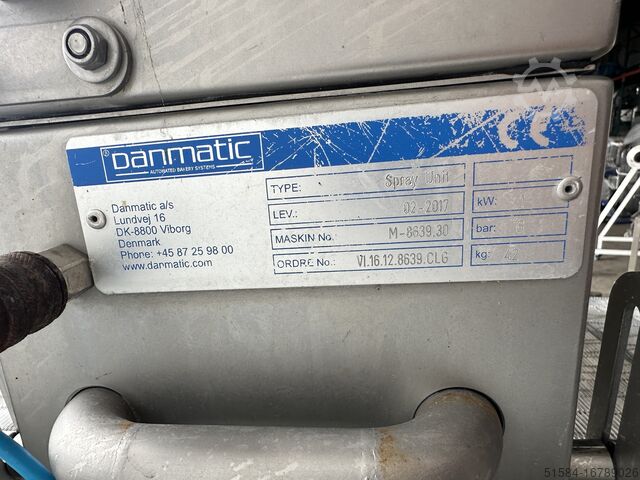 DANMATIC
AUTOMATED BAKERY SYSTEMS
CE
Danmatic a/s
Lundvej 16
DK-8800 Viborg
Denmark
Phone: +45 87 25 98 00
www.danmatic.com
TYPE: Spray Unit
LEV.: 02-2017 kW:
MASKIN No.: M-8639.30 bar: 6
ORDRE No.: VI.16.12.8639.CLG kg: 42
51584-16789026